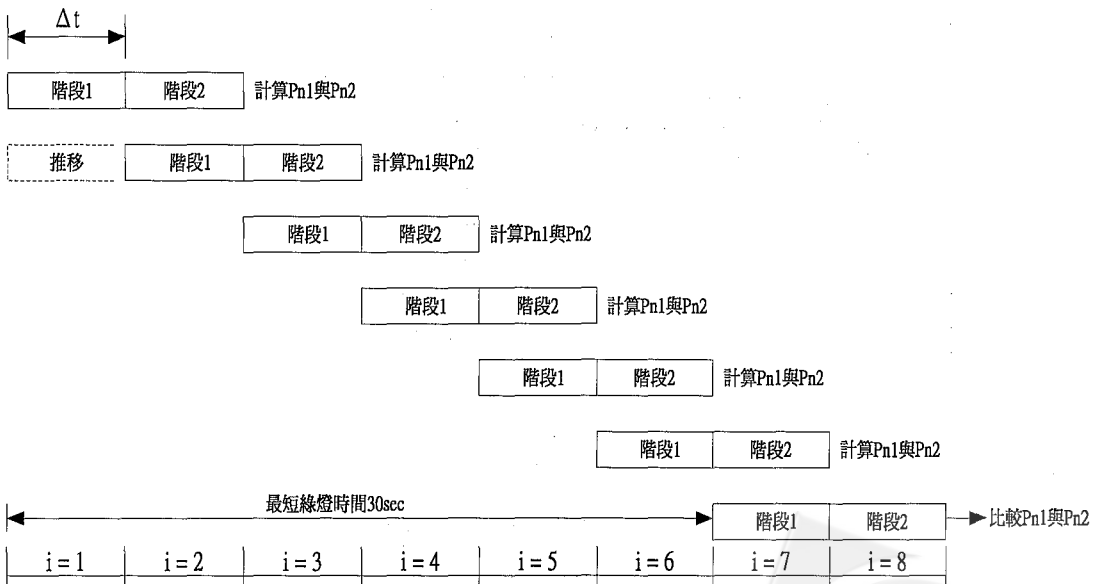 Δt
階段1 階段2 計算Pn1與Pn2
推移 階段1 階段2 計算Pn1與Pn2
階段1 階段2 計算Pn1與Pn2
階段1 階段2 計算Pn1與Pn2
階段1 階段2 計算Pn1與Pn2
階段1 階段2 計算Pn1與Pn2
最短綠燈時間30sec 階段1 階段2 比較Pn1與Pn2
i = 1 i = 2 i = 3 i = 4 i = 5 i = 6 i = 7 i = 8